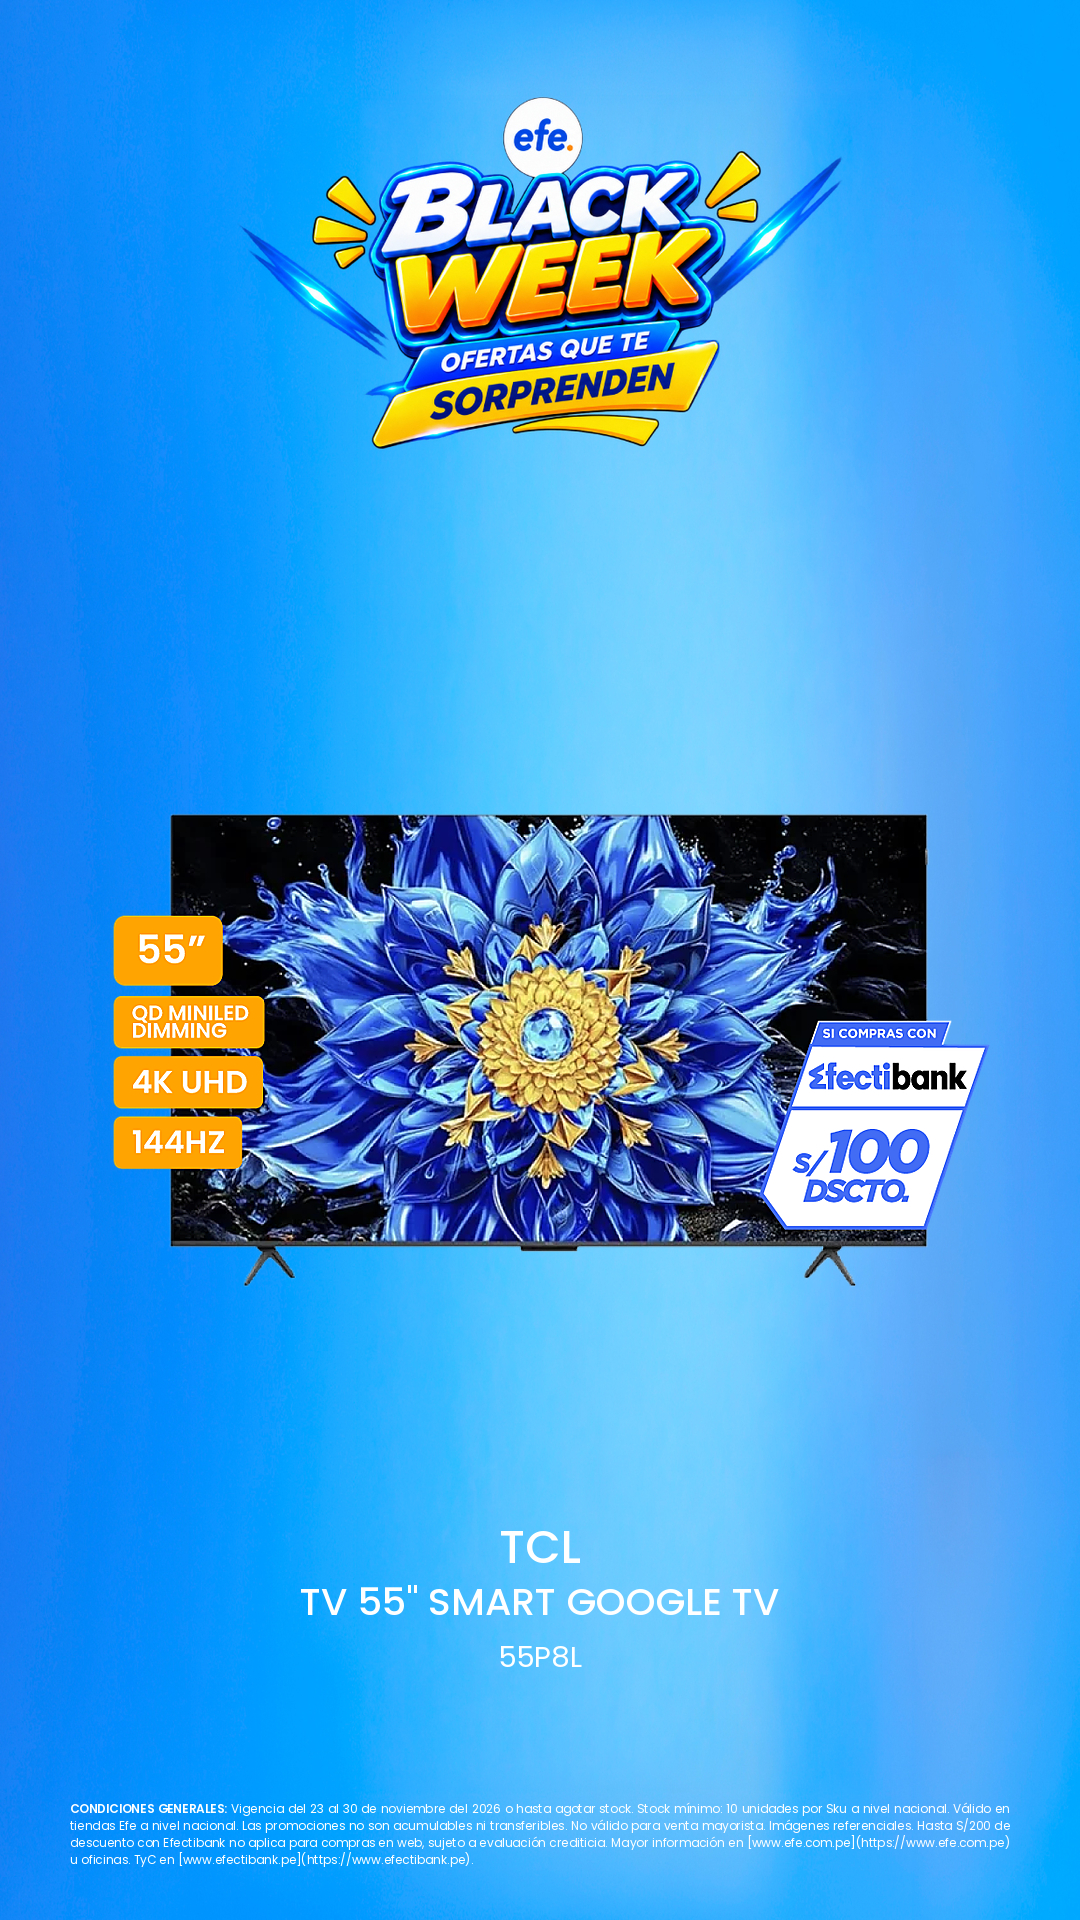 efe.
BLACK
WEEK
OFERTAS QUE TE
SORPRENDEN
55”
QD MINILED
DIMMING
4K UHD
144HZ
SI COMPRAS CON
Efectibank
S/100
DSCTO.
TCL
TV 55" SMART GOOGLE TV
55P8L
CONDICIONES GENERALES: Vigencia del 23 al 30 de noviembre del 2026 o hasta agotar stock. Stock mínimo: 10 unidades por Sku a nivel nacional. Válido en
tiendas Efe a nivel nacional. Las promociones no son acumulables ni transferibles. No válido para venta mayorista. Imágenes referenciales. Hasta S/200 de
descuento con Efectibank no aplica para compras en web, sujeto a evaluación crediticia. Mayor información en [www.efe.com.pe](https://www.efe.com.pe)
u oficinas. TyC en [www.efectibank.pe](https://www.efectibank.pe).